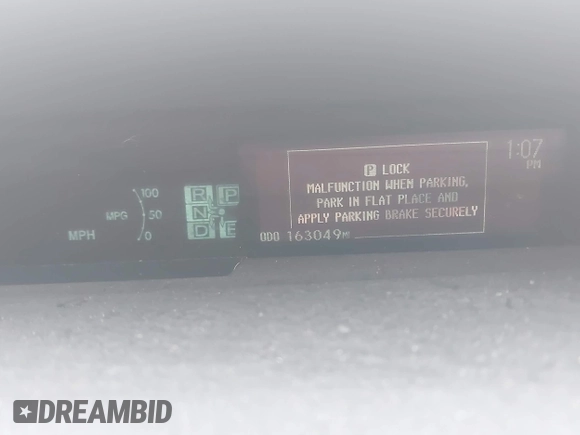 P LOCK
MALFUNCTION WHEN PARKING,
PARK IN FLAT PLACE AND
APPLY PARKING BRAKE SECURELY
1:07
PM
100
MPG 50
MPH 0
R P
N
D E
ODO 163049MI
DREAMBID